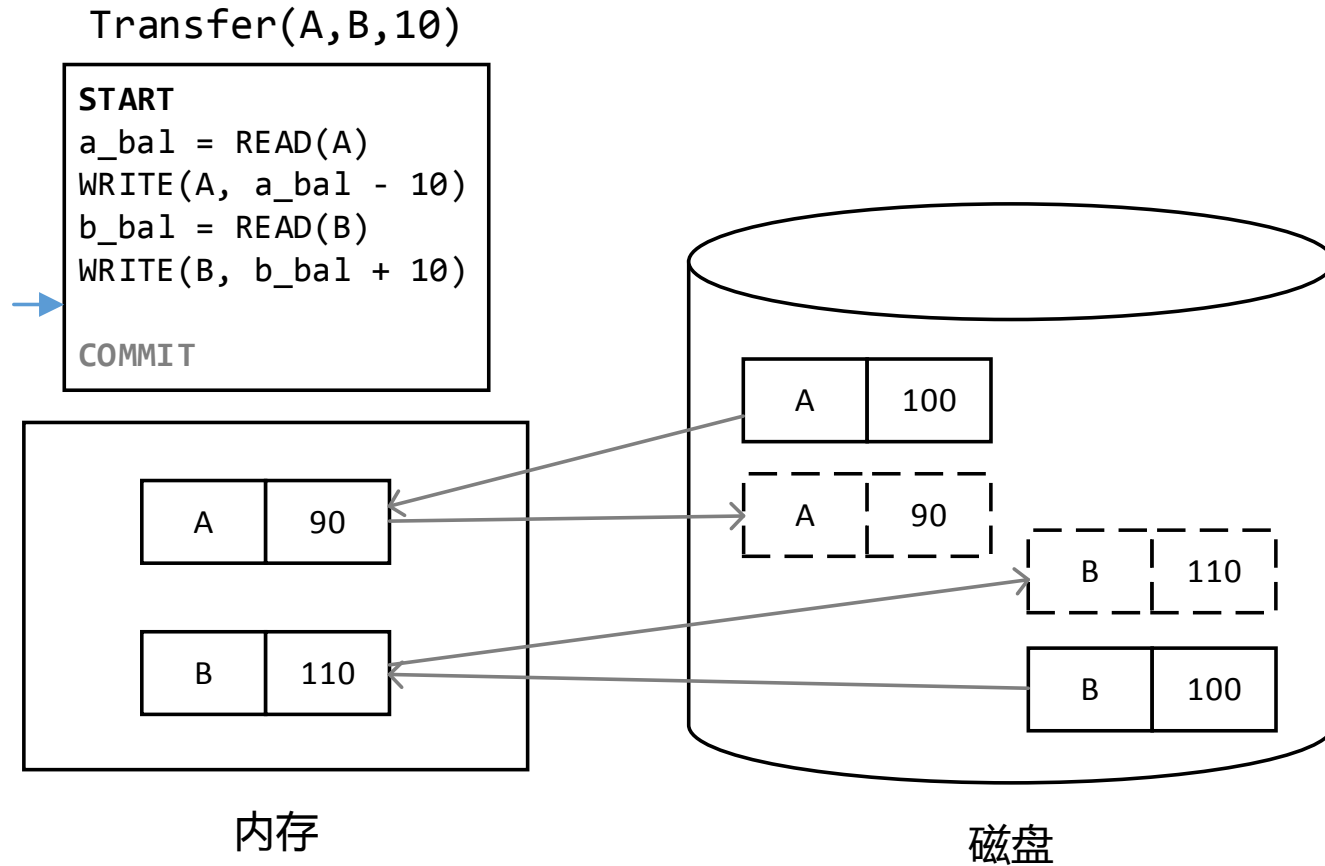 Transfer(A,B,10)
START
a_bal = READ(A)
WRITE(A, a_bal - 10)
b_bal = READ(B)
WRITE(B, b_bal + 10)
COMMIT
A 100
A 90
A 90
B 110
B 110
B 100
内存
磁盘